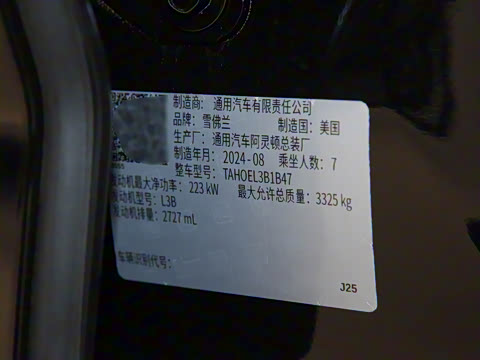 制造商: 通用汽车有限责任公司
品牌: 雪佛兰 制造国: 美国
生产厂: 通用汽车阿灵顿总装厂
制造年月: 2024-08 乘坐人数: 7
整车型号: TAHOEL3B1B47
发动机最大净功率: 223 kW 最大允许总质量: 3325 kg
发动机型号: L3B
发动机排量: 2727 mL
车辆识别代号:
J25